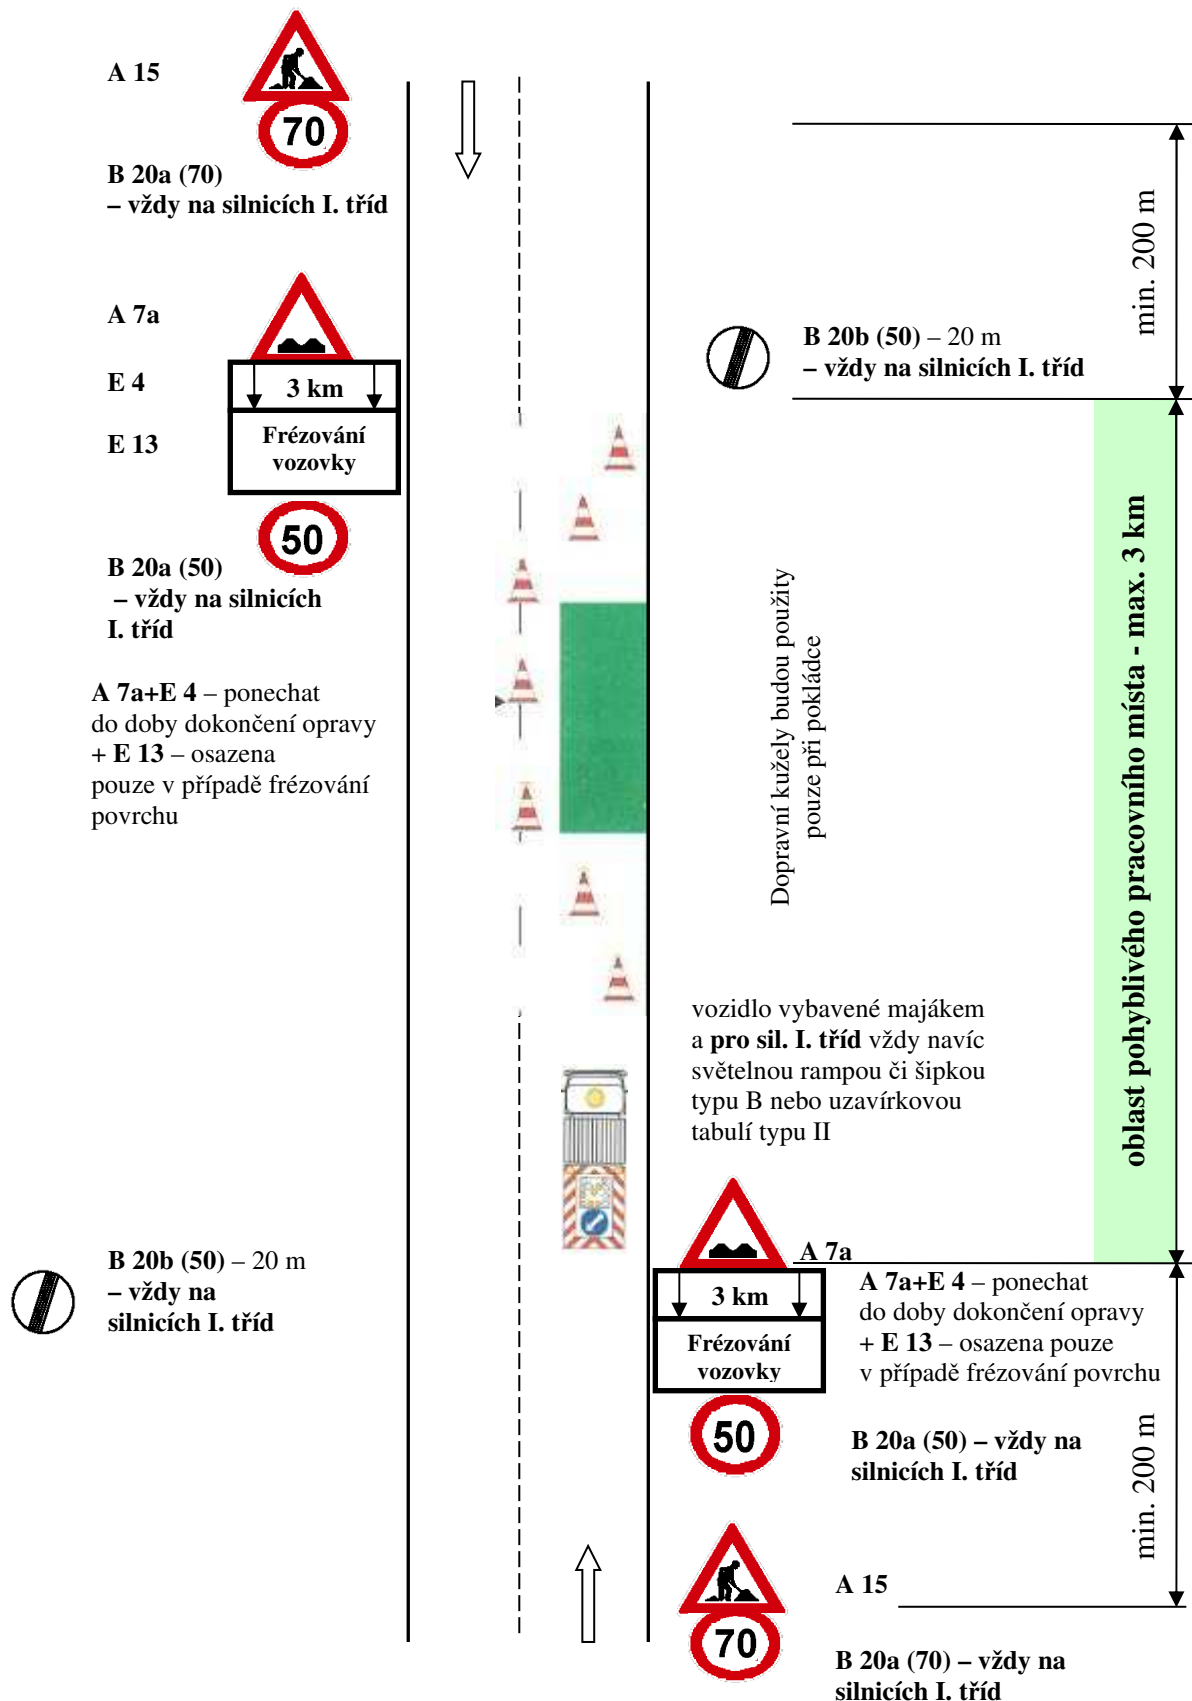 A 15
70
B 20a (70)
– vždy na silnicích I. tříd
A 7a
E 4
3 km
E 13
Frézování
vozovky
50
B 20a (50)
– vždy na silnicích
I. tříd
A 7a+E 4 – ponechat
do doby dokončení opravy
+ E 13 – osazena
pouze v případě frézování
povrchu
B 20b (50) – 20 m
– vždy na
silnicích I. tříd
min. 200 m
B 20b (50) – 20 m
– vždy na silnicích I. tříd
Dopravní kužely budou použity
pouze při pokládce
oblast pohyblivého pracovního místa - max. 3 km
vozidlo vybavené majákem
a pro sil. I. tříd vždy navíc
světelnou rampou či šipkou
typu B nebo uzavírkovou
tabulí typu II
A 7a
3 km
Frézování
vozovky
A 7a+E 4 – ponechat
do doby dokončení opravy
+ E 13 – osazena pouze
v případě frézování povrchu
50
B 20a (50) – vždy na
silnicích I. tříd
min. 200 m
A 15
70
B 20a (70) – vždy na
silnicích I. tříd